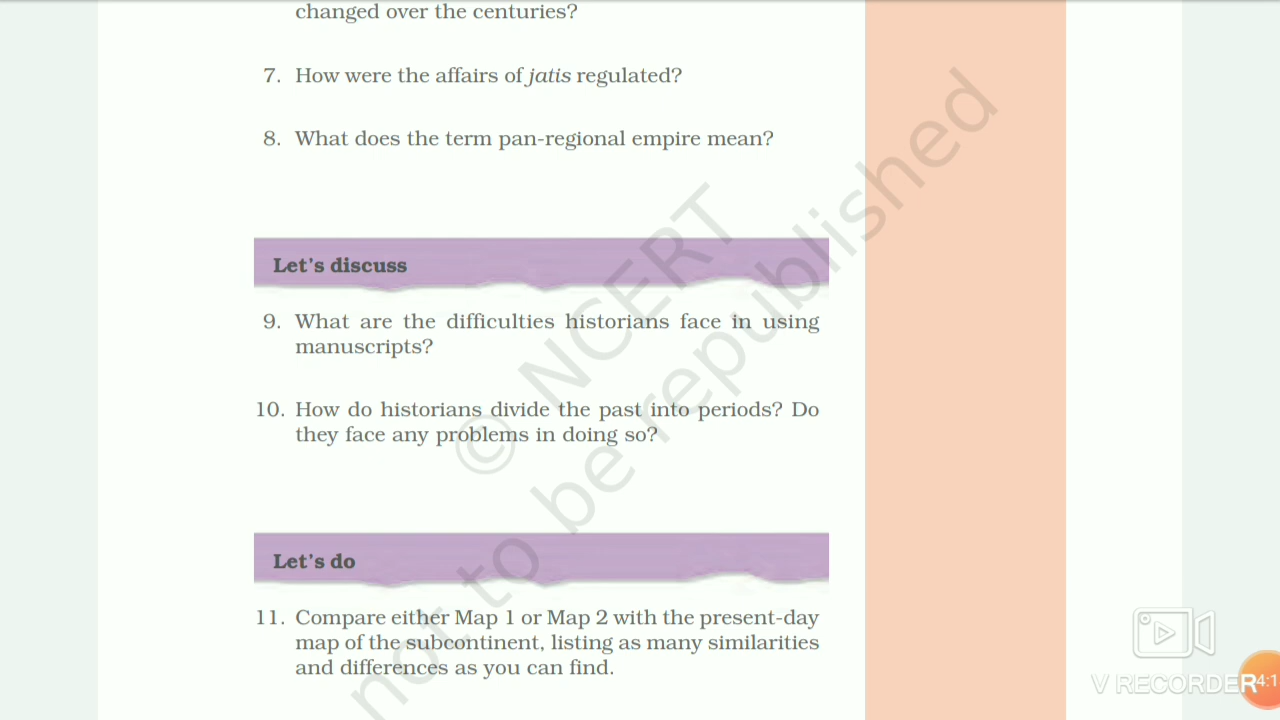 changed over the centuries?
7. How were the affairs of jatis regulated?
8. What does the term pan-regional empire mean?
Let's discuss
9. What are the difficulties historians face in using
manuscripts?
10. How do historians divide the past into periods? Do
they face any problems in doing so?
Let's do
11. Compare either Map 1 or Map 2 with the present-day
map of the subcontinent, listing as many similarities
and differences as you can find.
© NCERT
not to be republished
V RECORDER